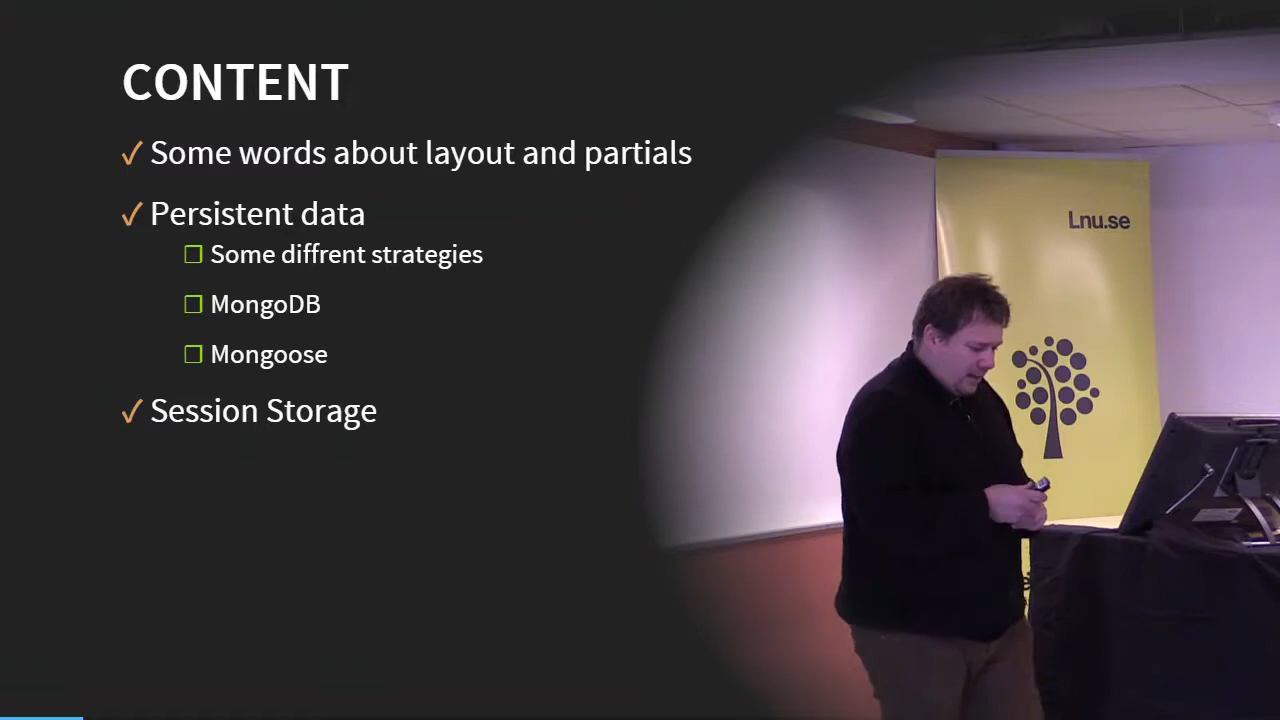 CONTENT
Some words about layout and partials
Persistent data
Some diffrent strategies
MongoDB
Mongoose
Session Storage
Lnu.se